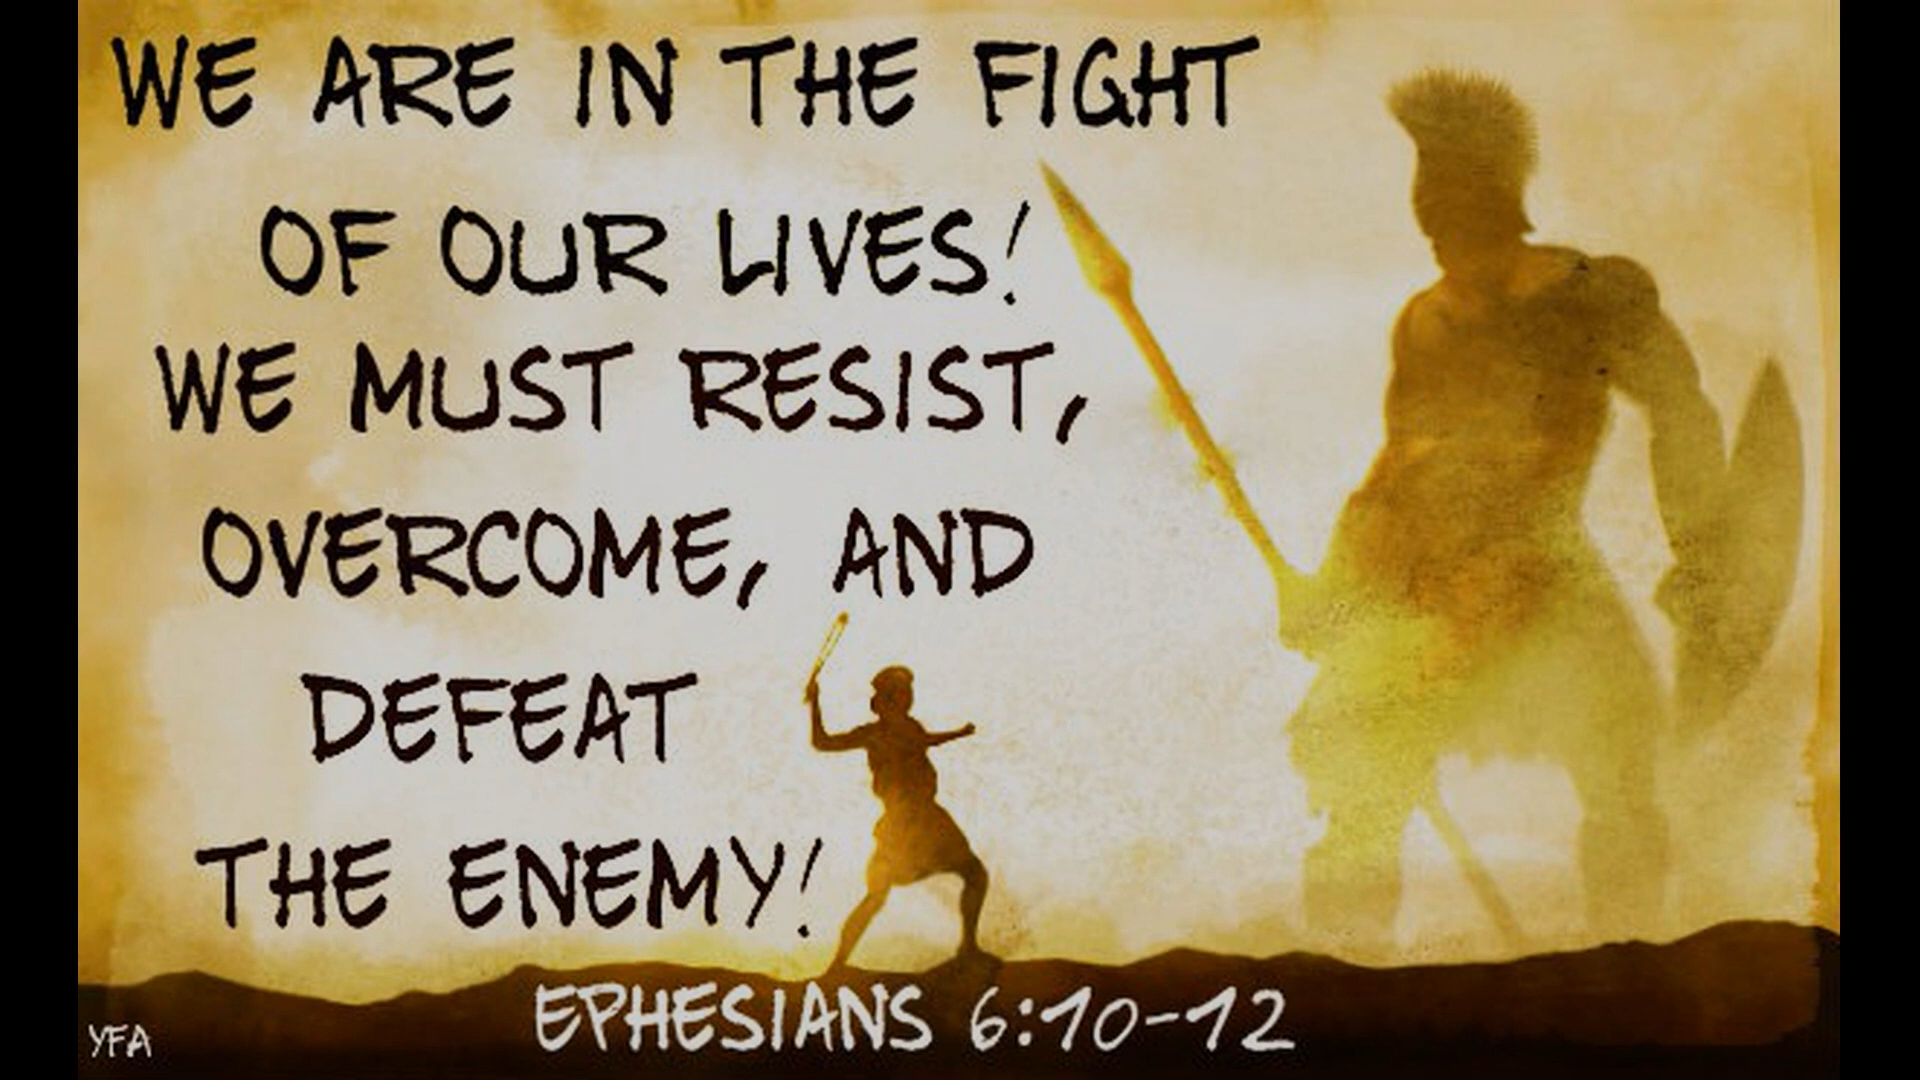 WE ARE IN THE FIGHT
OF OUR LIVES!
WE MUST RESIST,
OVERCOME, AND
DEFEAT
THE ENEMY!
EPHESIANS 6:10-12
YFA